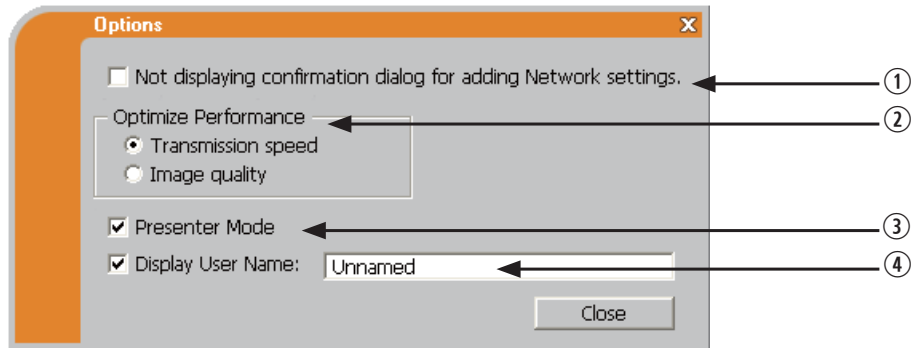 Options
Not displaying confirmation dialog for adding Network settings.
①
Optimize Performance
②
Transmission speed
Image quality
Presenter Mode
③
Display User Name: Unnamed
④
Close